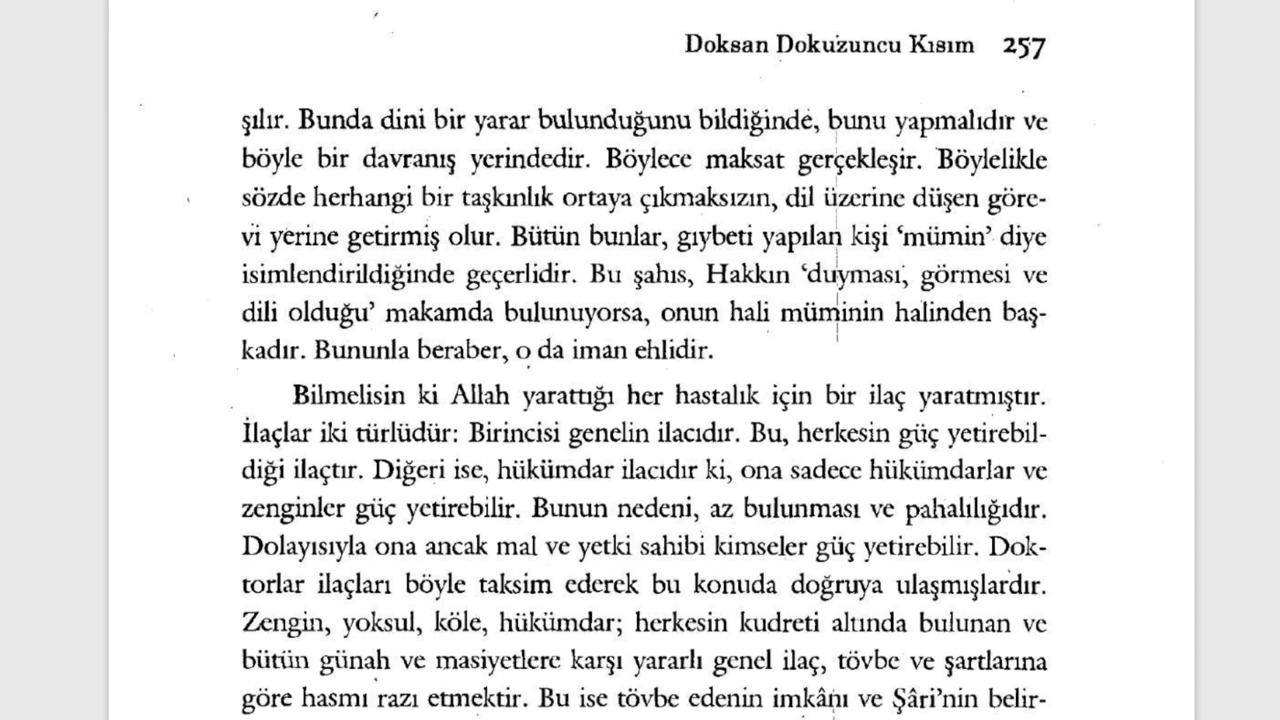 Doksan Dokuzuncu Kısım 257
şılır. Bunda dini bir yarar bulunduğunu bildiğinde, bunu yapmalıdır ve
böyle bir davranış yerindedir. Böylece maksat gerçekleşir. Böylelikle
sözde herhangi bir taşkınlık ortaya çıkmaksızın, dil üzerine düşen göre-
vi yerine getirmiş olur. Bütün bunlar, gıybeti yapılan kişi ‘mümin’ diye
isimlendirildiğinde geçerlidir. Bu şahıs, Hakkın ‘duyması, görmesi ve
dili olduğu’ makamda bulunuyorsa, onun hali müminin halinden baş-
kadır. Bununla beraber, o da iman ehlidir.
Bilmelisin ki Allah yarattığı her hastalık için bir ilaç yaratmıştır.
İlaçlar iki türlüdür: Birincisi genelin ilacıdır. Bu, herkesin güç yetirebil-
diği ilaçtır. Diğeri ise, hükümdar ilacıdır ki, ona sadece hükümdarlar ve
zenginler güç yetirebilir. Bunun nedeni, az bulunması ve pahalılığıdır.
Dolayısıyla ona ancak mal ve yetki sahibi kimseler güç yetirebilir. Dok-
torlar ilaçları böyle taksim ederek bu konuda doğruya ulaşmışlardır.
Zengin, yoksul, köle, hükümdar; herkesin kudreti altında bulunan ve
bütün günah ve masiyetlere karşı yararlı genel ilaç, tövbe ve şartlarına
göre hasmı razı etmektir. Bu ise tövbe edenin imkânı ve Şâri’nin belir-